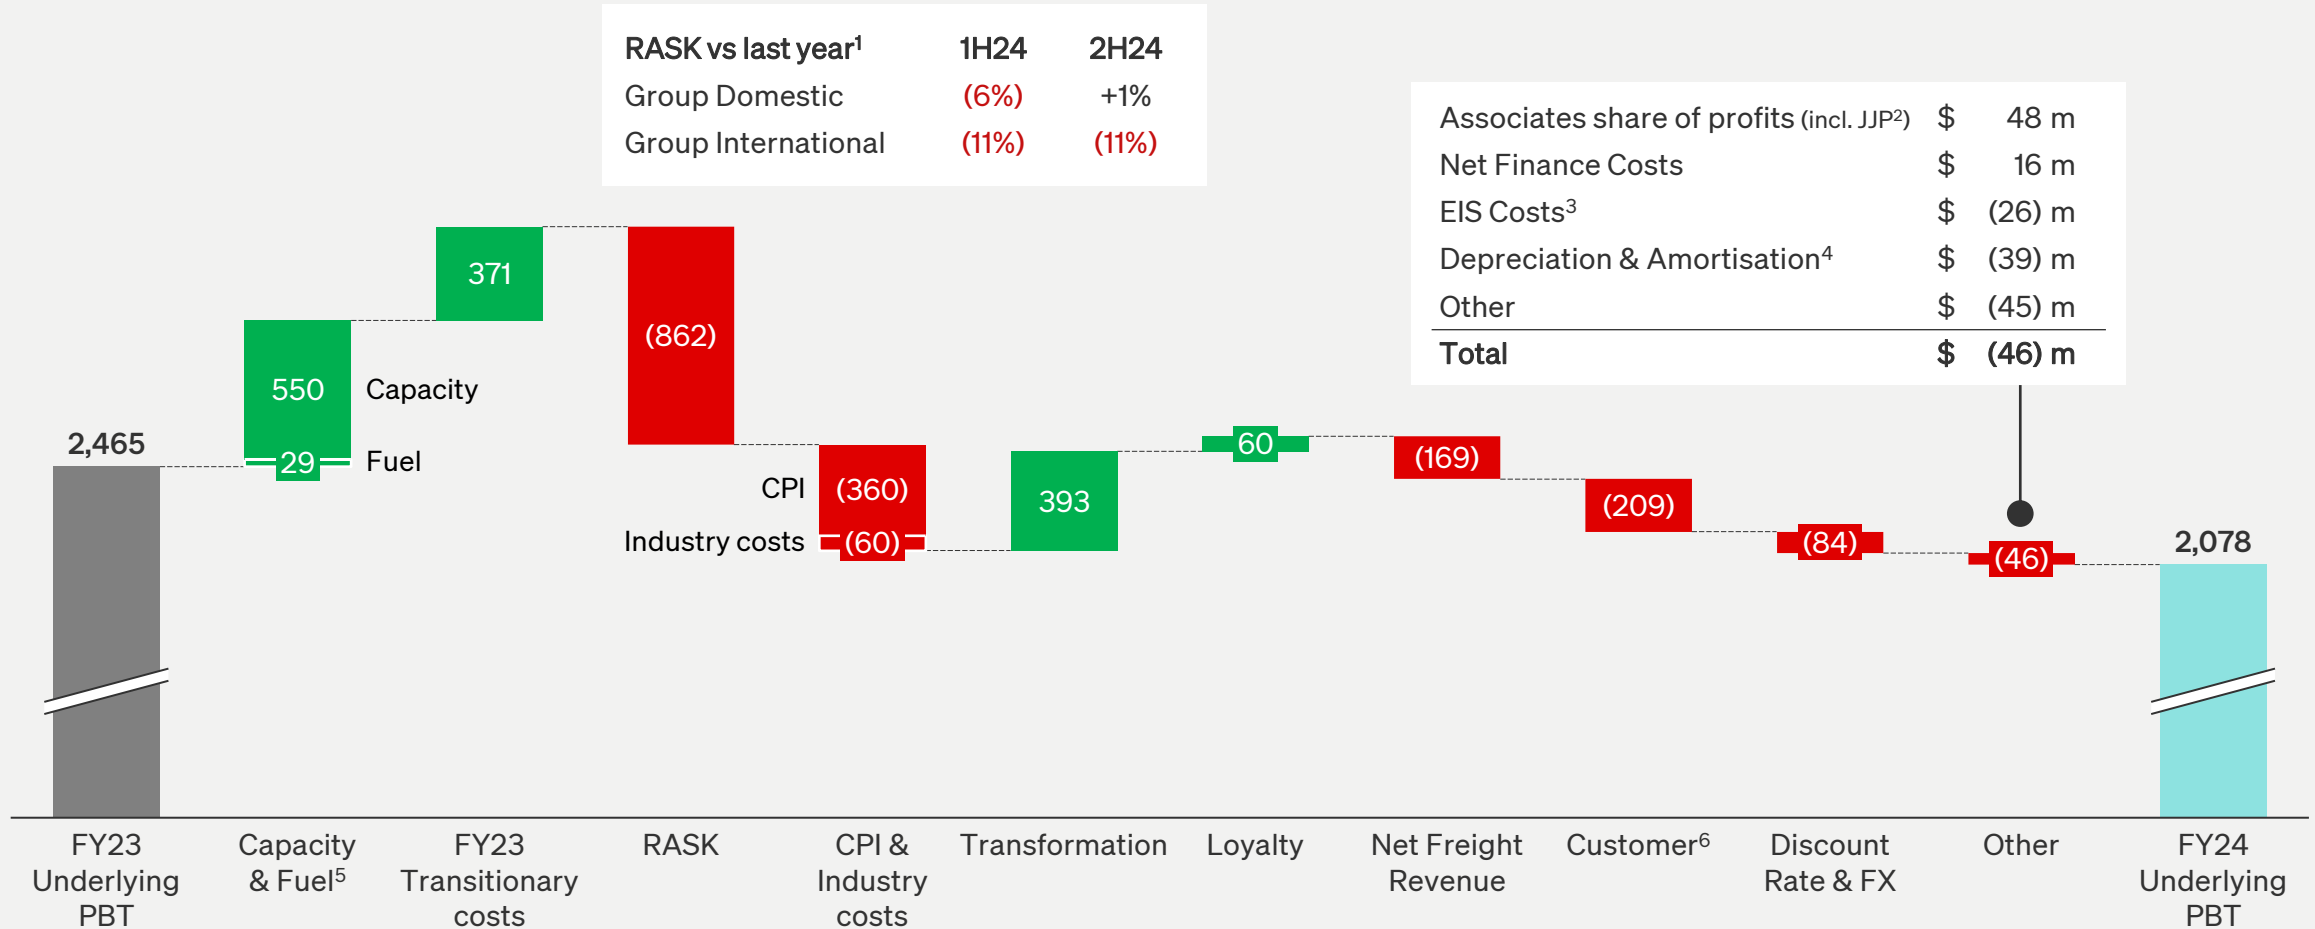 RASK vs last year¹ 1H24 2H24
Group Domestic (6%) +1%
Group International (11%) (11%)
Associates share of profits (incl. JJP²) $ 48 m
Net Finance Costs $ 16 m
EIS Costs³ $ (26) m
Depreciation & Amortisation⁴ $ (39) m
Other $ (45) m
Total $ (46) m
2,465
550
Capacity
29
Fuel
371
(862)
CPI
(360)
Industry costs
(60)
393
60
(169)
(209)
(84)
(46)
2,078
FY23
Underlying
PBT
Capacity
& Fuel⁵
FY23
Transitionary
costs
RASK
CPI &
Industry
costs
Transformation
Loyalty
Net Freight
Revenue
Customer⁶
Discount
Rate & FX
Other
FY24
Underlying
PBT